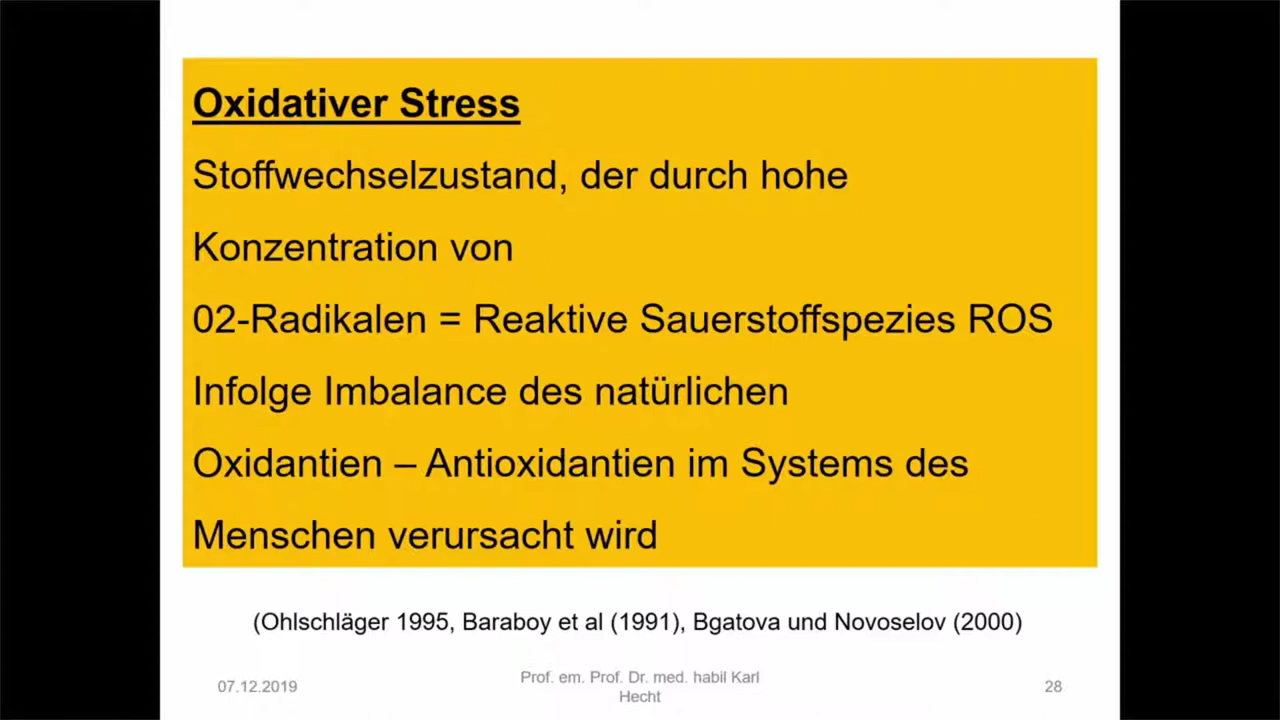 Oxidativer Stress
Stoffwechselzustand, der durch hohe
Konzentration von
02-Radikalen = Reaktive Sauerstoffspezies ROS
Infolge Imbalance des natürlichen
Oxidantien – Antioxidantien im Systems des
Menschen verursacht wird
(Ohlschläger 1995, Baraboy et al (1991), Bgatova und Novoselov (2000)
07.12.2019
Prof. em. Prof. Dr. med. habil Karl
Hecht
28